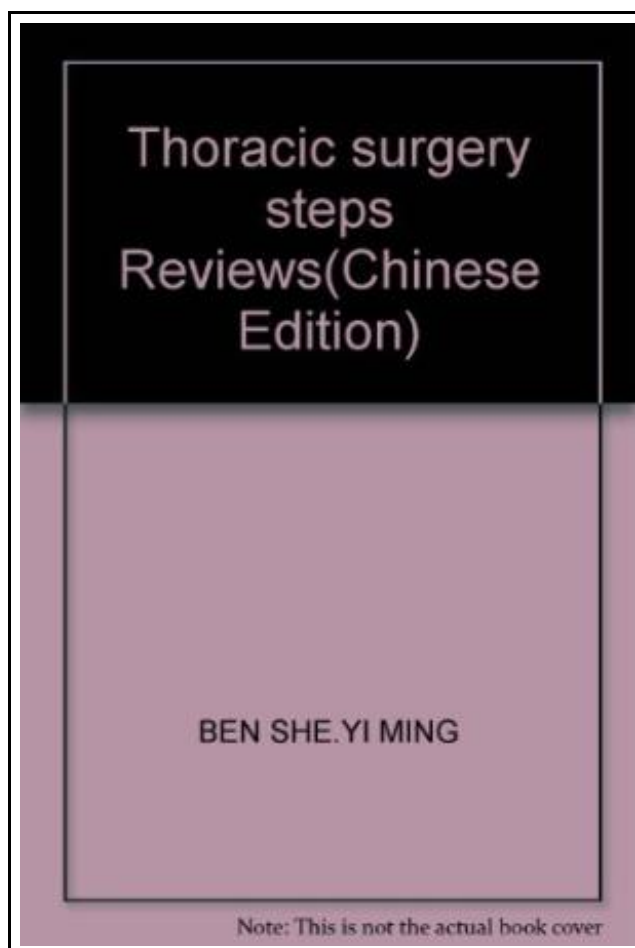 Thoracic surgery
steps
Reviews(Chinese
Edition)
BEN SHE.YI MING
Note: This is not the actual book cover